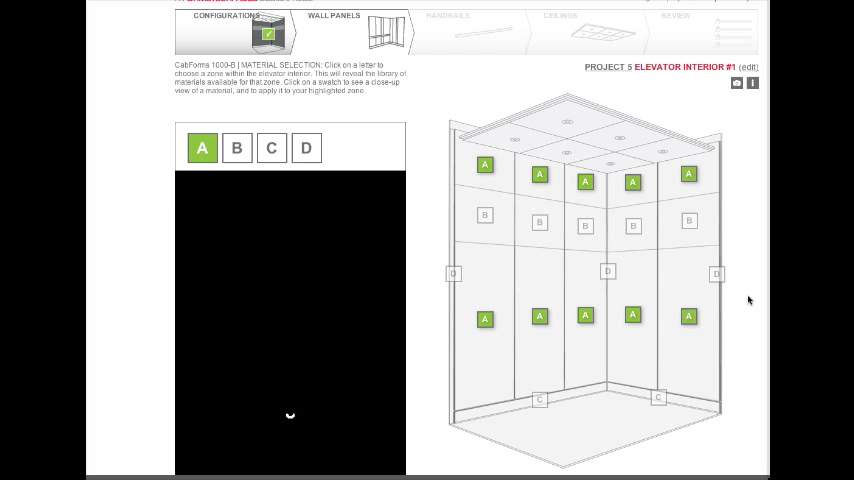 CONFIGURATIONS
WALL PANELS
HANDRAILS
CEILINGS
REVIEW
CabForms 1000-B | MATERIAL SELECTION: Click on a letter to
choose a zone within the elevator interior. This will reveal the library of
materials available for that zone. Click on a swatch to see a close-up
view of a material, and to apply it to your highlighted zone.
PROJECT 5 ELEVATOR INTERIOR #1 (edit)
i
A B C D
A A A A A
B B B B B
D D D
A A A A A
C C